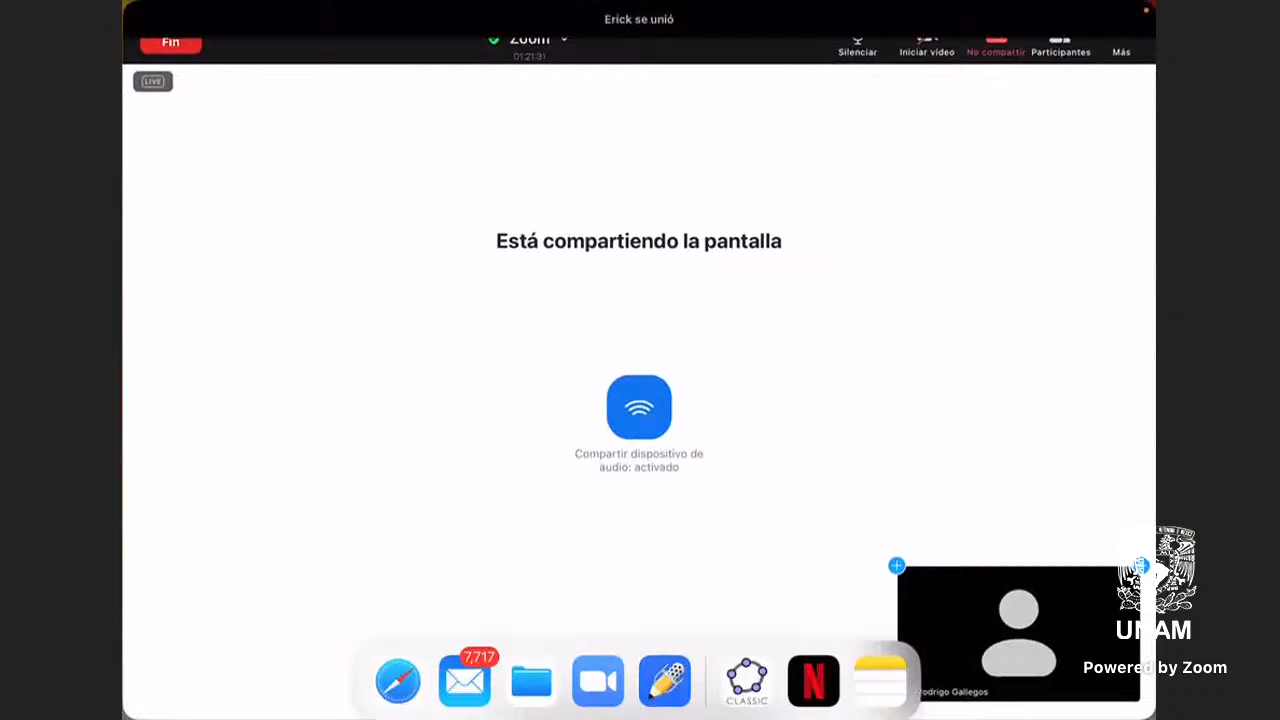 Erick se unió
Fin
Zoom
01:21:31
Silenciar
Iniciar video
No compartir
Participantes
Más
LIVE
Está compartiendo la pantalla
Compartir dispositivo de
audio: activado
7,717
CLASSIC
N
Rodrigo Gallegos
UNAM
Powered by Zoom